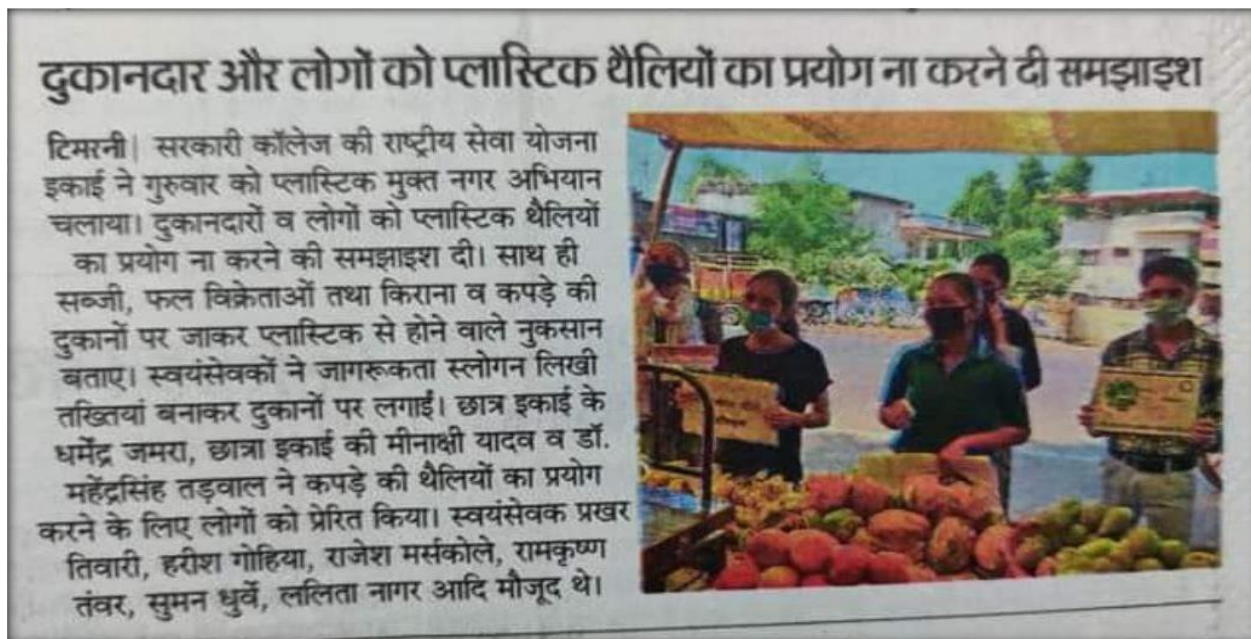 दुकानदार और लोगों को प्लास्टिक थैलियों का प्रयोग ना करने दी समझाइश
टिमरनी| सरकारी कॉलेज की राष्ट्रीय सेवा योजना
इकाई ने गुरुवार को प्लास्टिक मुक्त नगर अभियान
चलाया। दुकानदारों व लोगों को प्लास्टिक थैलियों
का प्रयोग ना करने की समझाइश दी। साथ ही
सब्जी, फल विक्रेताओं तथा किराना व कपड़े की
दुकानों पर जाकर प्लास्टिक से होने वाले नुकसान
बताए। स्वयंसेवकों ने जागरूकता स्लोगन लिखी
तख्तियां बनाकर दुकानों पर लगाई। छात्र इकाई के
धर्मेंद्र जमरा, छात्रा इकाई की मीनाक्षी यादव व डॉ.
महेंद्रसिंह तड़वाल ने कपड़े की थैलियों का प्रयोग
करने के लिए लोगों को प्रेरित किया। स्वयंसेवक प्रखर
तिवारी, हरीश गोहिया, राजेश मर्सकोले, रामकृष्ण
तंवर, सुमन धुर्वे, ललिता नागर आदि मौजूद थे।